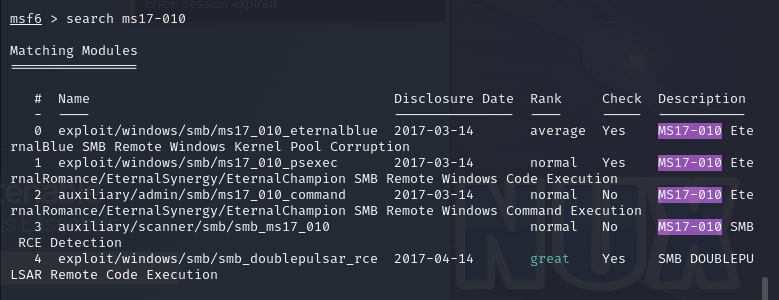 Error: Session expired
msf6 > search ms17-010
Matching Modules
================
# Name Disclosure Date Rank Check Description
- ---- --------------- ---- ----- -----------
0 exploit/windows/smb/ms17_010_eternalblue 2017-03-14 average Yes MS17-010 Ete
rnalBlue SMB Remote Windows Kernel Pool Corruption
1 exploit/windows/smb/ms17_010_psexec 2017-03-14 normal Yes MS17-010 Ete
rnalRomance/EternalSynergy/EternalChampion SMB Remote Windows Code Execution
2 auxiliary/admin/smb/ms17_010_command 2017-03-14 normal No MS17-010 Ete
rnalRomance/EternalSynergy/EternalChampion SMB Remote Windows Command Execution
3 auxiliary/scanner/smb/smb_ms17_010 normal No MS17-010 SMB
RCE Detection
4 exploit/windows/smb/smb_doublepulsar_rce 2017-04-14 great Yes SMB DOUBLEPU
LSAR Remote Code Execution